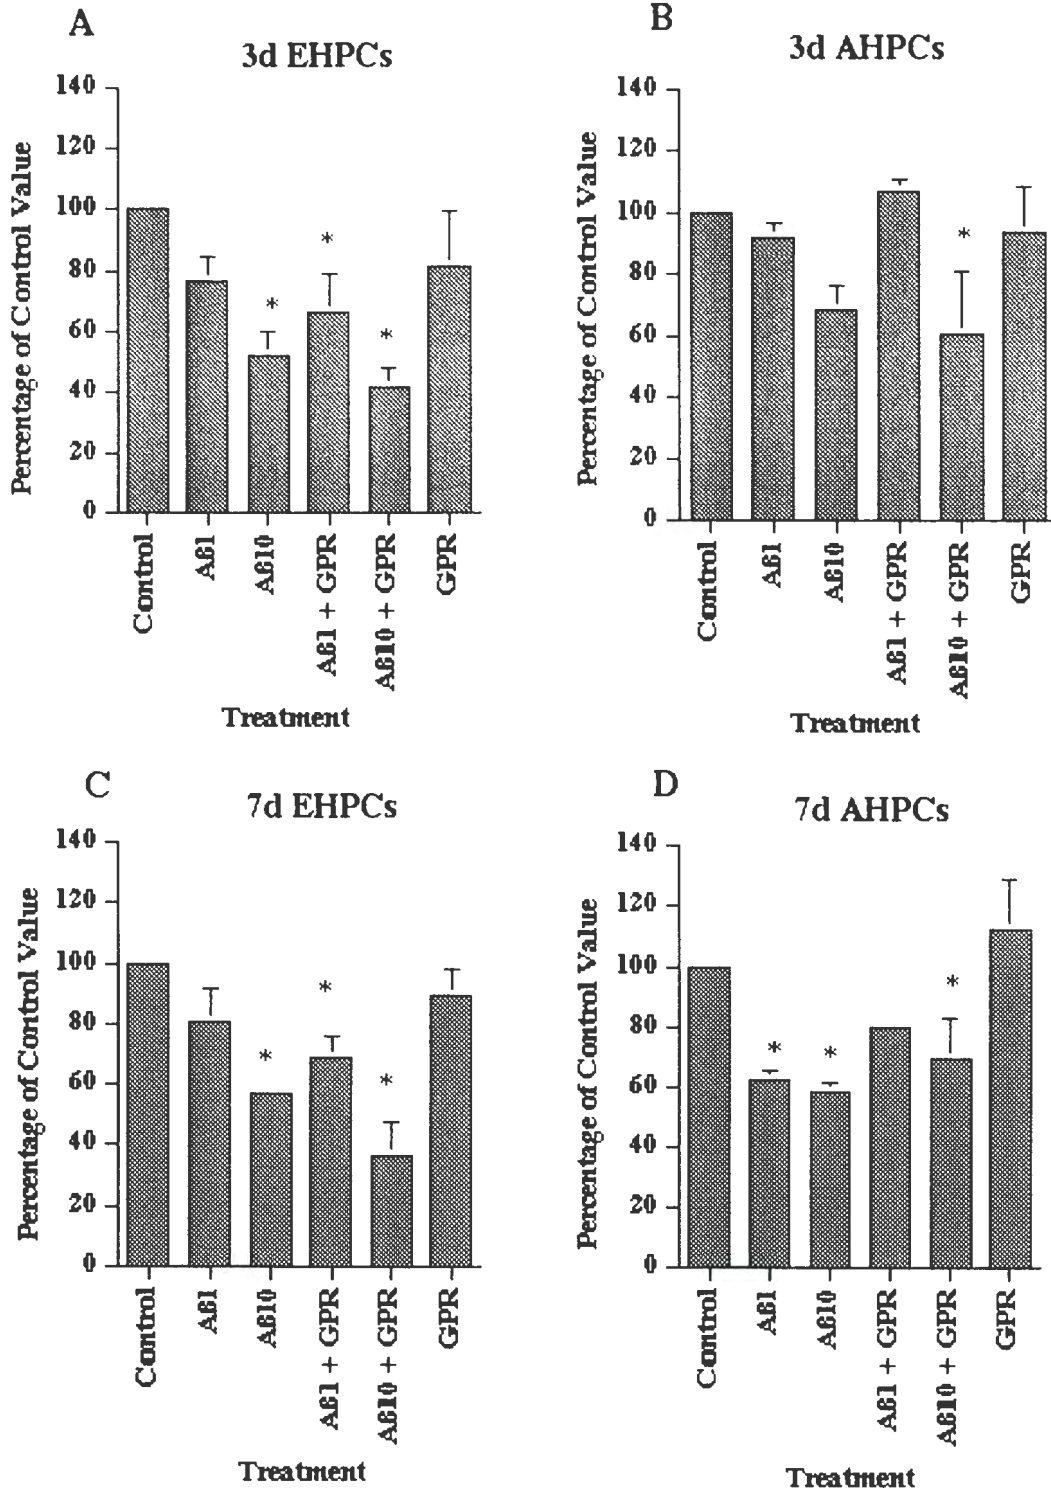 A
3d EHPCs
Percentage of Control Value
140
120
100
80
60
40
20
0
*
*
*
Control
Aß1
Aß10
Aß1 + GPR
Aß10 + GPR
GPR
Treatment
B
3d AHPCs
Percentage of Control Value
140
120
100
80
60
40
20
0
*
Control
Aß1
Aß10
Aß1 + GPR
Aß10 + GPR
GPR
Treatment
C
7d EHPCs
Percentage of Control Value
140
120
100
80
60
40
20
0
*
*
*
Control
Aß1
Aß10
Aß1 + GPR
Aß10 + GPR
GPR
Treatment
D
7d AHPCs
Percentage of Control Value
140
120
100
80
60
40
20
0
*
*
*
Control
Aß1
Aß10
Aß1 + GPR
Aß10 + GPR
GPR
Treatment